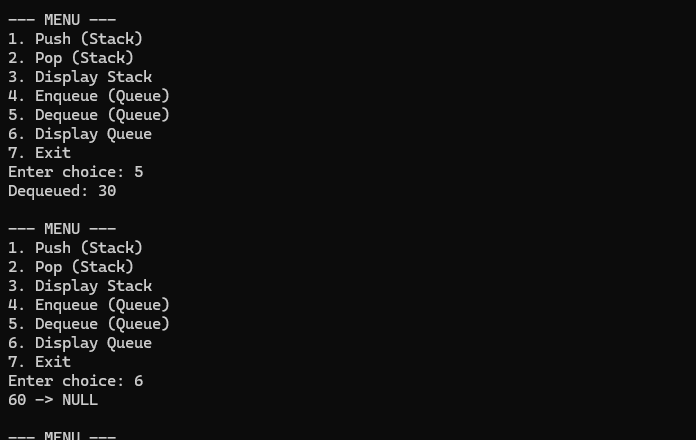 --- MENU ---
1. Push (Stack)
2. Pop (Stack)
3. Display Stack
4. Enqueue (Queue)
5. Dequeue (Queue)
6. Display Queue
7. Exit
Enter choice: 5
Dequeued: 30
--- MENU ---
1. Push (Stack)
2. Pop (Stack)
3. Display Stack
4. Enqueue (Queue)
5. Dequeue (Queue)
6. Display Queue
7. Exit
Enter choice: 6
60 -> NULL
--- MENU ---